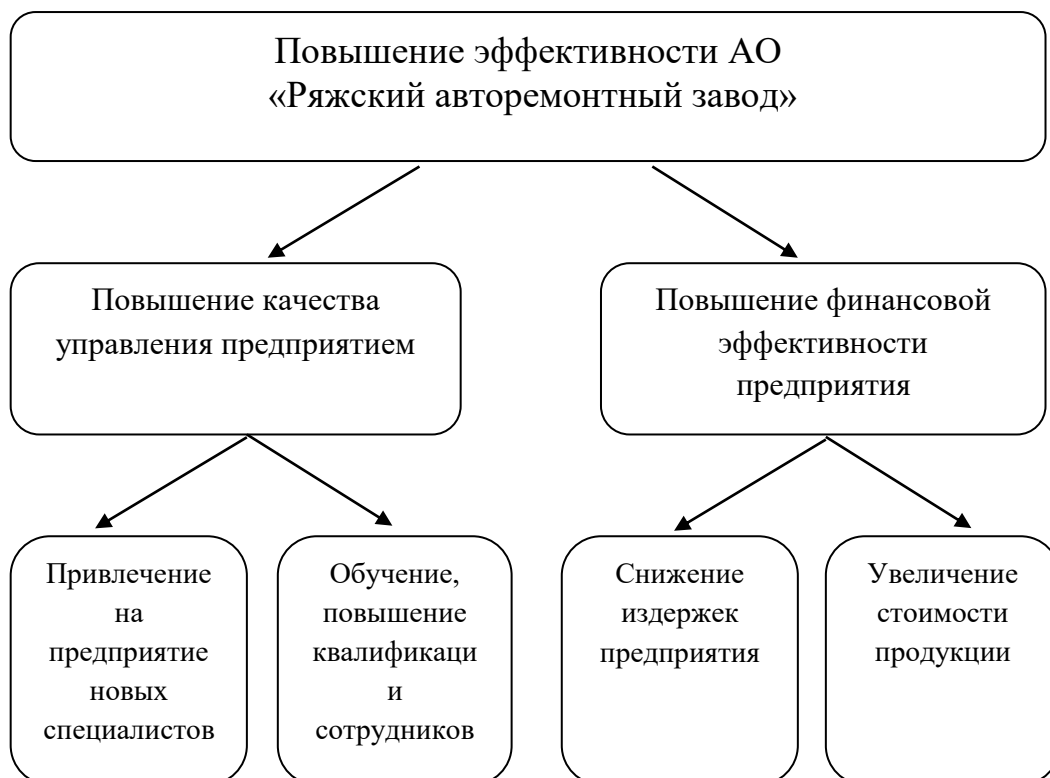 Повышение эффективности АО
«Ряжский авторемонтный завод»
Повышение качества
управления предприятием
Повышение финансовой
эффективности
предприятия
Привлечение
на
предприятие
новых
специалистов
Обучение,
повышение
квалификаци
и
сотрудников
Снижение
издержек
предприятия
Увеличение
стоимости
продукции